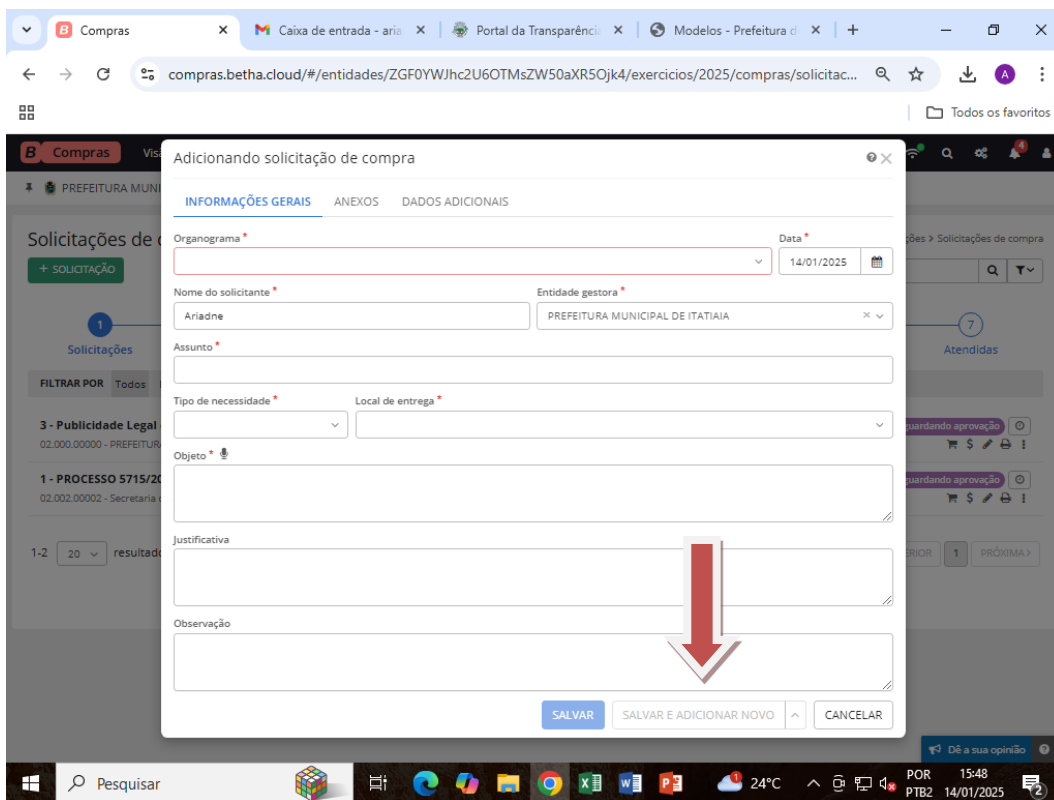 Compras
Caixa de entrada - aria
Portal da Transparência
Modelos - Prefeitura d
compras.betha.cloud/#/entidades/ZGF0YWJhc2U6OTMsZW50aXR5Ojk4/exercicios/2025/compras/solicitac...
A
Todos os favoritos
B Compras
4
Adicionando solicitação de compra
PREFEITURA MUNI
INFORMAÇÕES GERAIS ANEXOS DADOS ADICIONAIS
Solicitações de
> Solicitações de compra
+ SOLICITAÇÃO
Organograma *
Data *
14/01/2025
Nome do solicitante *
Entidade gestora *
Ariadne
PREFEITURA MUNICIPAL DE ITATIAIA
1
7
Solicitações
Atendidas
Assunto *
FILTRAR POR Todos
Tipo de necessidade *
Local de entrega *
3 - Publicidade Legal
02.000.00000 - PREFEITUR
guardando aprovação
Objeto *
1 - PROCESSO 5715/20
02.002.00002 - Secretaria
guardando aprovação
Justificativa
1-2 20 resultado
ERIOR 1 PRÓXIMA >
Observação
SALVAR SALVAR E ADICIONAR NOVO CANCELAR
Dê a sua opinião
Pesquisar
24°C
POR
PTB2
15:48
14/01/2025
2